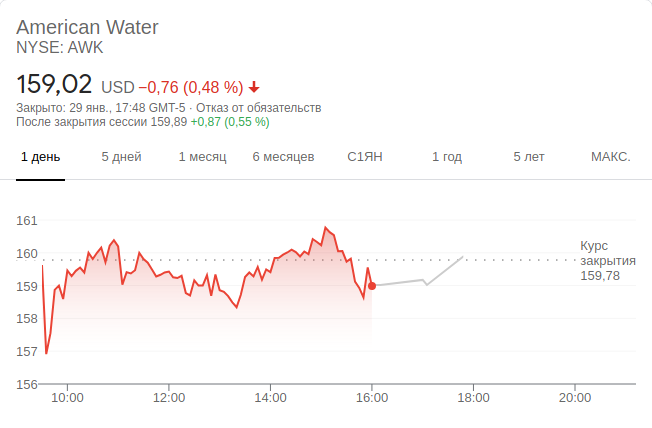 American Water
NYSE: AWK
159,02 USD −0,76 (0,48 %)
Закрыто: 29 янв., 17:48 GMT-5 · Отказ от обязательств
После закрытия сессии 159,89 +0,87 (0,55 %)
1 день 5 дней 1 месяц 6 месяцев С1ЯН 1 год 5 лет МАКС.
161
160
159
158
157
156
Курс
закрытия
159,78
10:00 12:00 14:00 16:00 18:00 20:00